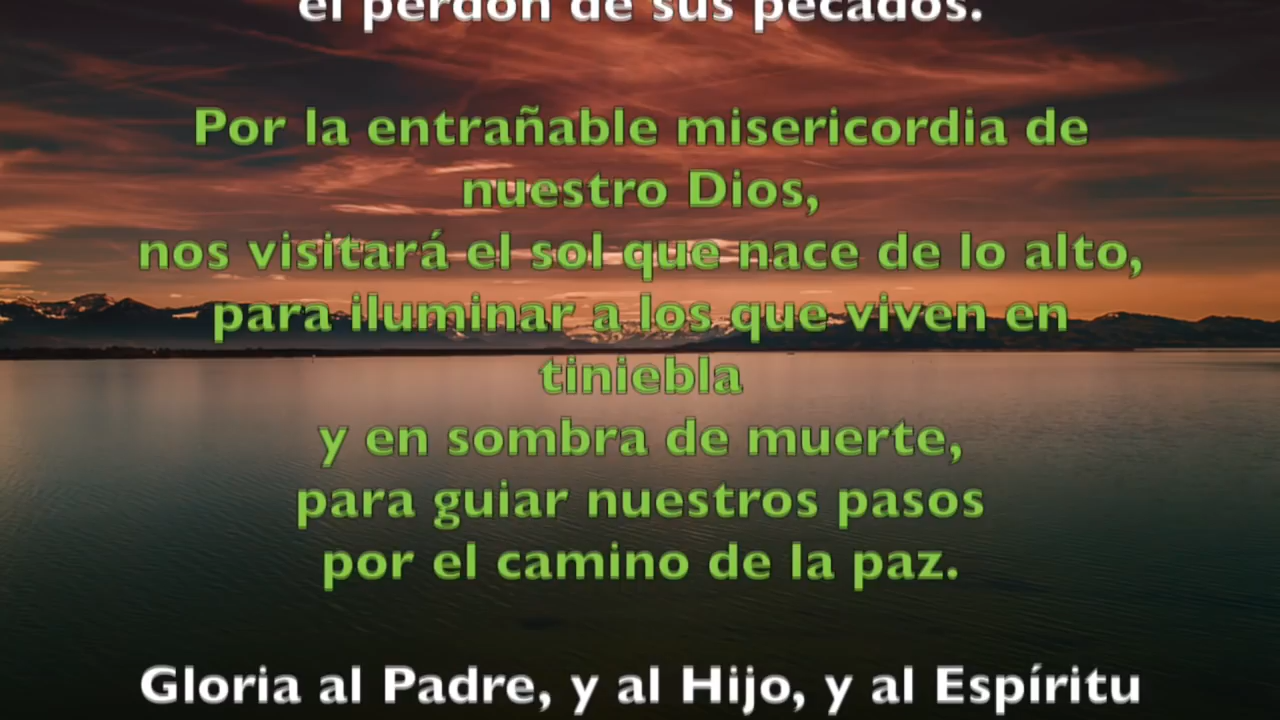 el perdón de sus pecados.
Por la entrañable misericordia de
nuestro Dios,
nos visitará el sol que nace de lo alto,
para iluminar a los que viven en
tiniebla
y en sombra de muerte,
para guiar nuestros pasos
por el camino de la paz.
Gloria al Padre, y al Hijo, y al Espíritu